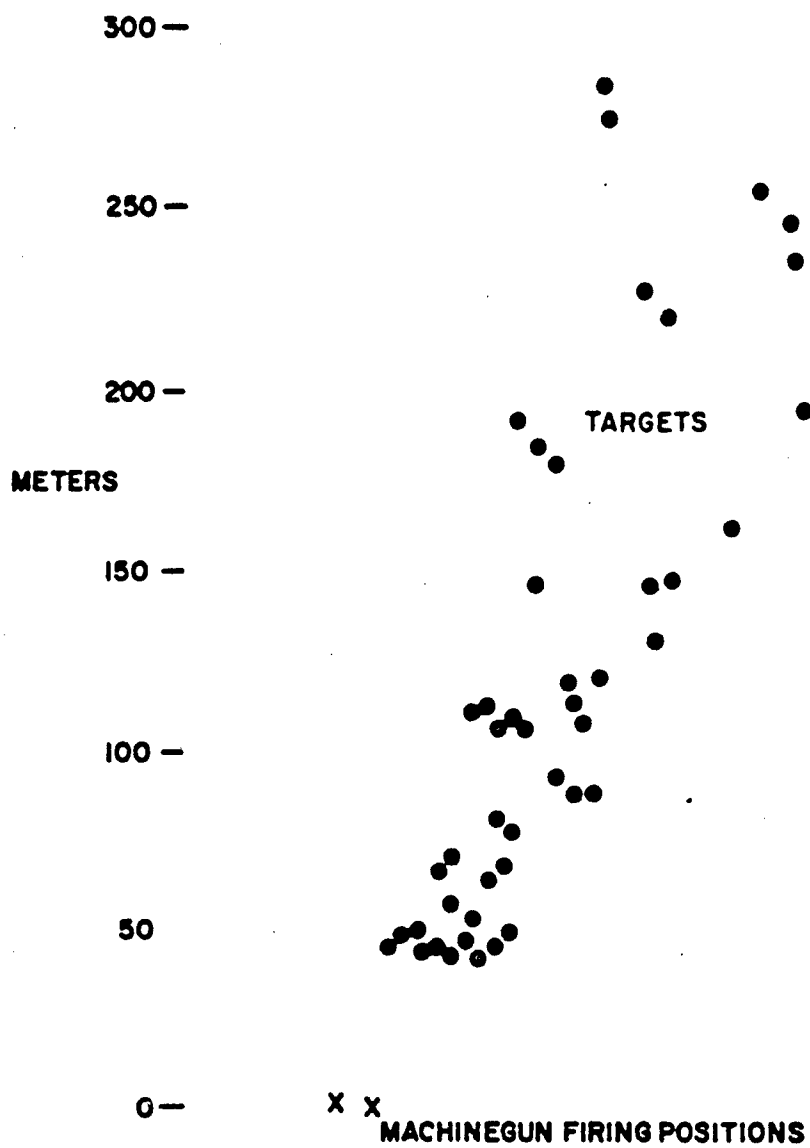 300 —
250 —
200 —
TARGETS
METERS
150 —
100 —
50
0 —
X X
MACHINEGUN FIRING POSITIONS